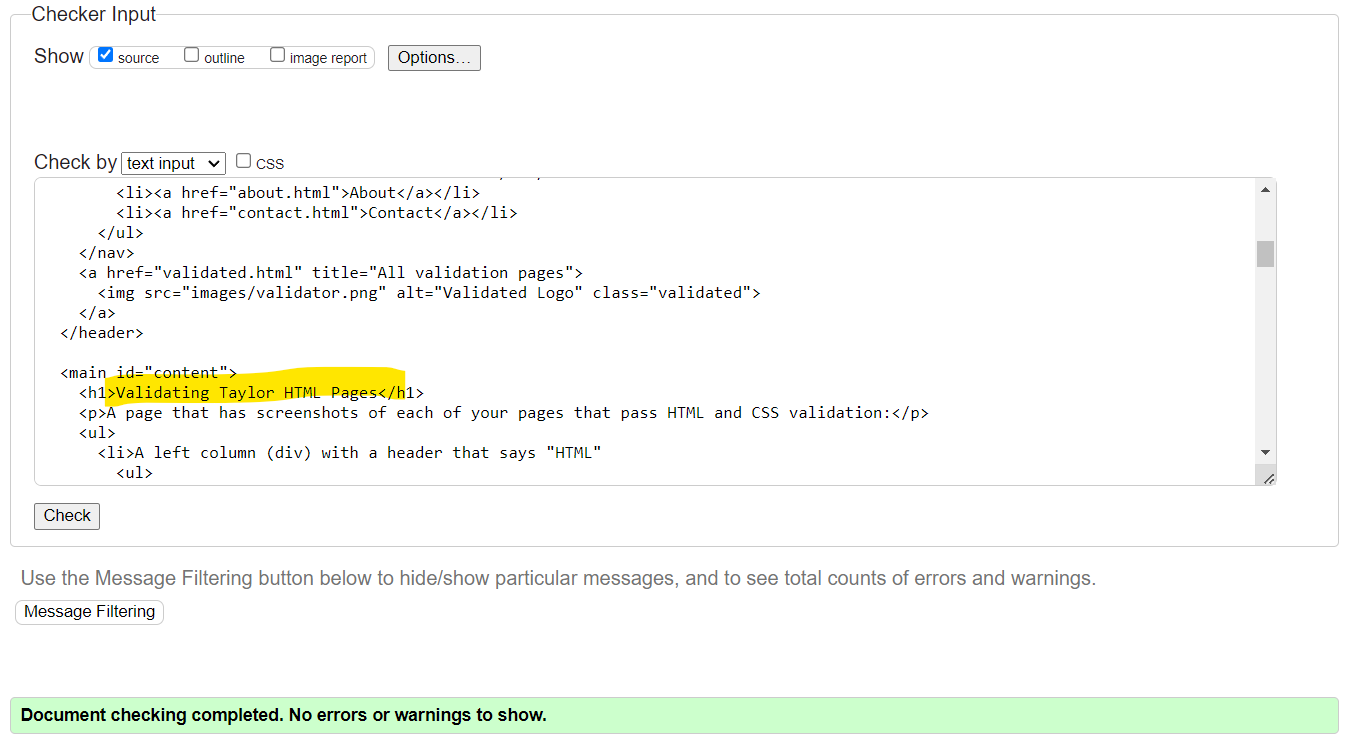 Checker Input
Show source outline image report Options...
Check by text input CSS
<li><a href="about.html">About</a></li>
<li><a href="contact.html">Contact</a></li>
</ul>
</nav>
<a href="validated.html" title="All validation pages">
<img src="images/validator.png" alt="Validated Logo" class="validated">
</a>
</header>
<main id="content">
<h1>Validating Taylor HTML Pages</h1>
<p>A page that has screenshots of each of your pages that pass HTML and CSS validation:</p>
<ul>
<li>A left column (div) with a header that says "HTML"
<ul>
Check
Use the Message Filtering button below to hide/show particular messages, and to see total counts of errors and warnings.
Message Filtering
Document checking completed. No errors or warnings to show.